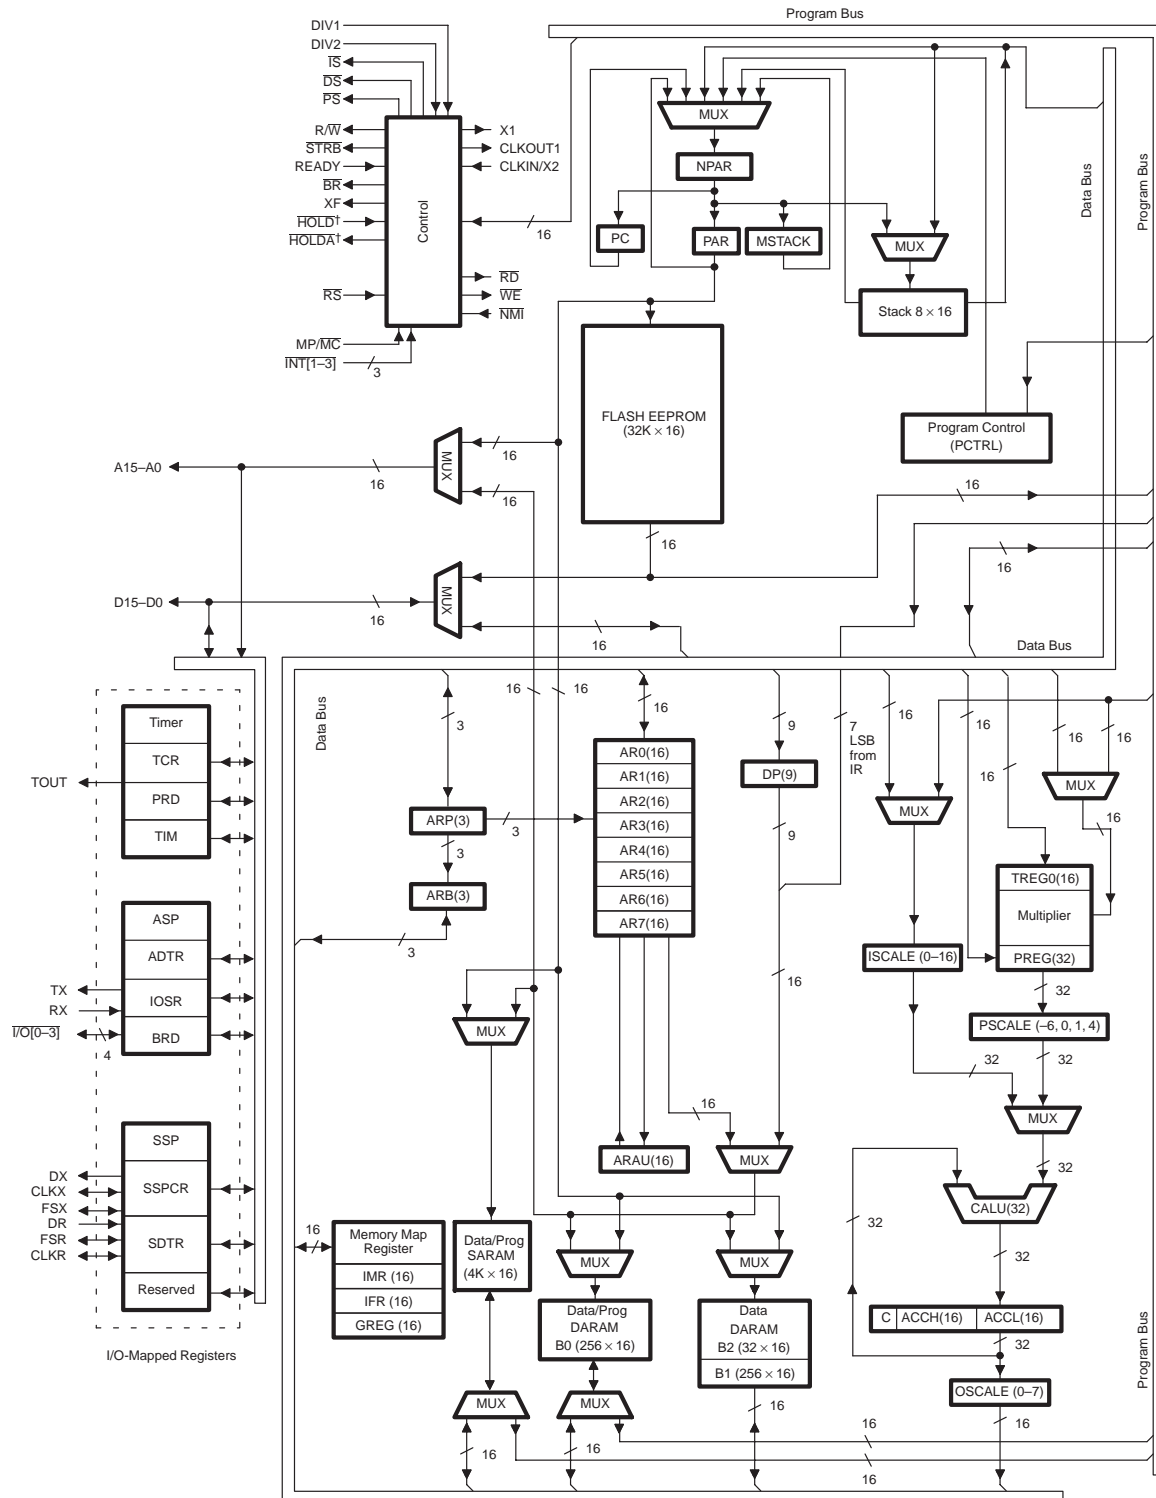 Program Bus
DIV1
DIV2
IS
DS
PS
R/W
STRB
READY
BR
XF
HOLD†
HOLDA†
RS
MP/MC
INT[1–3]
3
Control
X1
CLKOUT1
CLKIN/X2
16
RD
WE
NMI
MUX
NPAR
PC
PAR
MSTACK
MUX
Stack 8 × 16
Data Bus
Program Bus
FLASH EEPROM
(32K × 16)
Program Control
(PCTRL)
A15–A0
16
MUX
16
16
16
16
16
D15–D0
16
MUX
16
Data Bus
Data Bus
16
16
3
16
9
7
LSB
from
IR
16
16
16
16
16
Timer
TCR
PRD
TIM
TOUT
ARP(3)
3
3
ARB(3)
3
AR0(16)
AR1(16)
AR2(16)
AR3(16)
AR4(16)
AR5(16)
AR6(16)
AR7(16)
DP(9)
9
MUX
MUX
16
TREG0(16)
Multiplier
PREG(32)
ISCALE (0–16)
32
PSCALE (–6, 0, 1, 4)
32
32
MUX
32
ASP
ADTR
IOSR
BRD
TX
RX
I/O[0–3]
4
MUX
16
16
ARAU(16)
MUX
SSP
SSPCR
SDTR
Reserved
DX
CLKX
FSX
DR
FSR
CLKR
I/O-Mapped Registers
16
Memory Map
Register
IMR (16)
IFR (16)
GREG (16)
Data/Prog
SARAM
(4K × 16)
MUX
MUX
Data/Prog
DARAM
B0 (256 × 16)
Data
DARAM
B2 (32 × 16)
B1 (256 × 16)
CALU(32)
32
32
C
ACCH(16)
ACCL(16)
32
OSCALE (0–7)
16
MUX
MUX
16
16
16
16
16
Program Bus